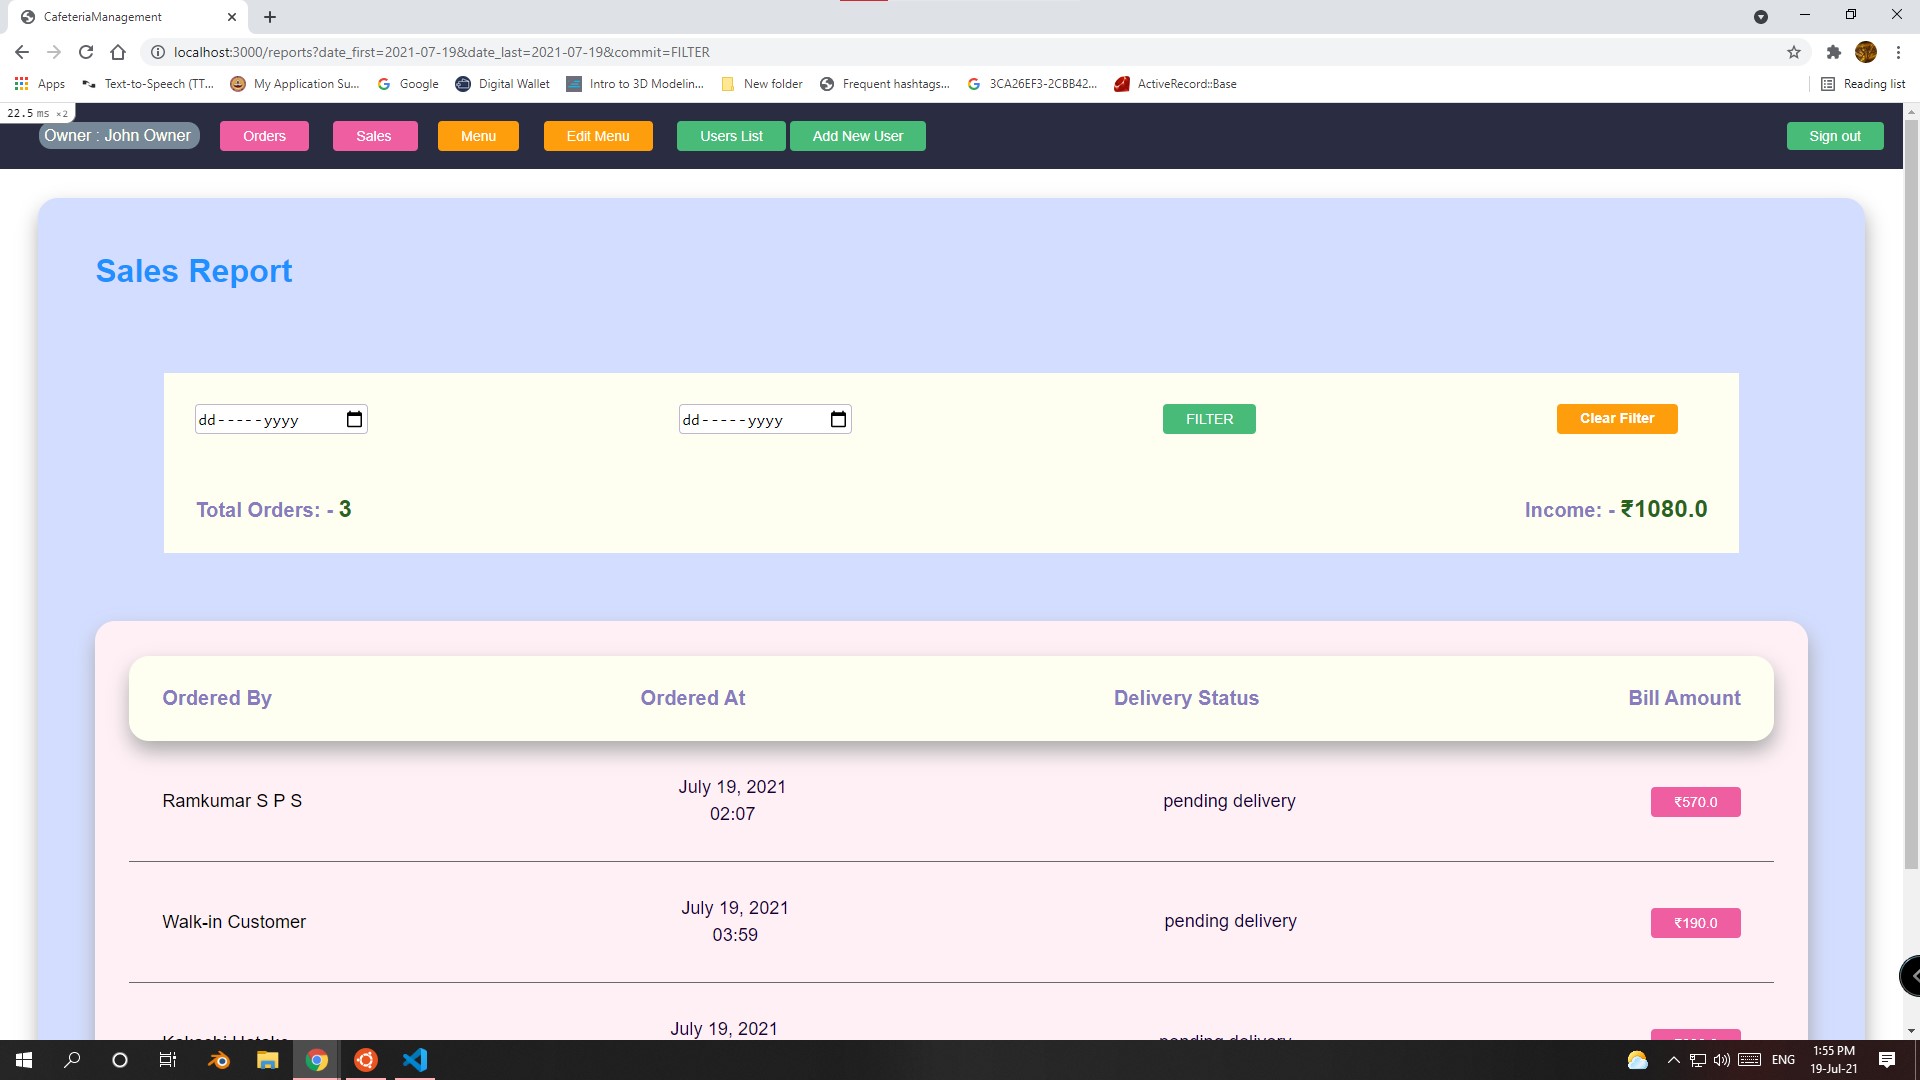 CafeteriaManagement
localhost:3000/reports?date_first=2021-07-19&date_last=2021-07-19&commit=FILTER
Apps Text-to-Speech (TT... My Application Su... Google Digital Wallet Intro to 3D Modelin... New folder Frequent hashtags... 3CA26EF3-2CBB42... ActiveRecord::Base Reading list
22.5 ms ×2
Owner : John Owner Orders Sales Menu Edit Menu Users List Add New User Sign out
Sales Report
dd-----yyyy dd-----yyyy FILTER Clear Filter
Total Orders: - 3 Income: - ₹1080.0
Ordered By Ordered At Delivery Status Bill Amount
July 19, 2021
Ramkumar S P S pending delivery ₹570.0
02:07
July 19, 2021
Walk-in Customer pending delivery ₹190.0
03:59
July 19, 2021
pending delivery
ENG
1:55 PM
19-Jul-21